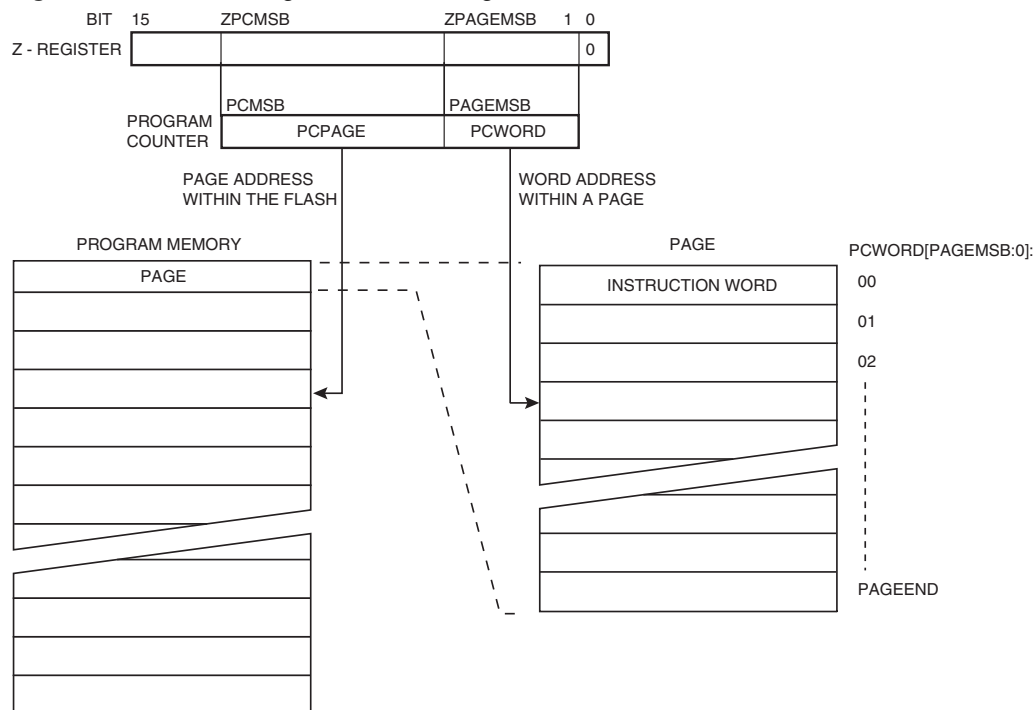 BIT 15 ZPCMSB ZPAGEMSB 1 0
Z - REGISTER 0
PCMSB PAGEMSB
PROGRAM
COUNTER
PCPAGE PCWORD
PAGE ADDRESS
WITHIN THE FLASH
WORD ADDRESS
WITHIN A PAGE
PROGRAM MEMORY
PAGE
PAGE
PCWORD[PAGEMSB:0]:
INSTRUCTION WORD 00
01
02
PAGEEND